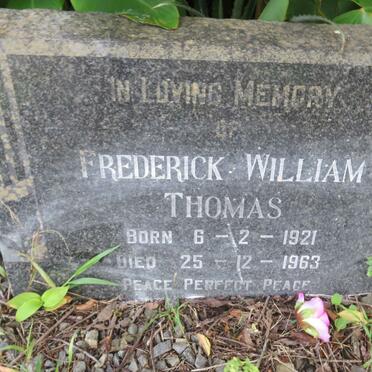 IN LOVING MEMORY
OF
FREDERICK WILLIAM
THOMAS
BORN 6-2-1921
DIED 25-12-1963
PEACE PERFECT PEACE